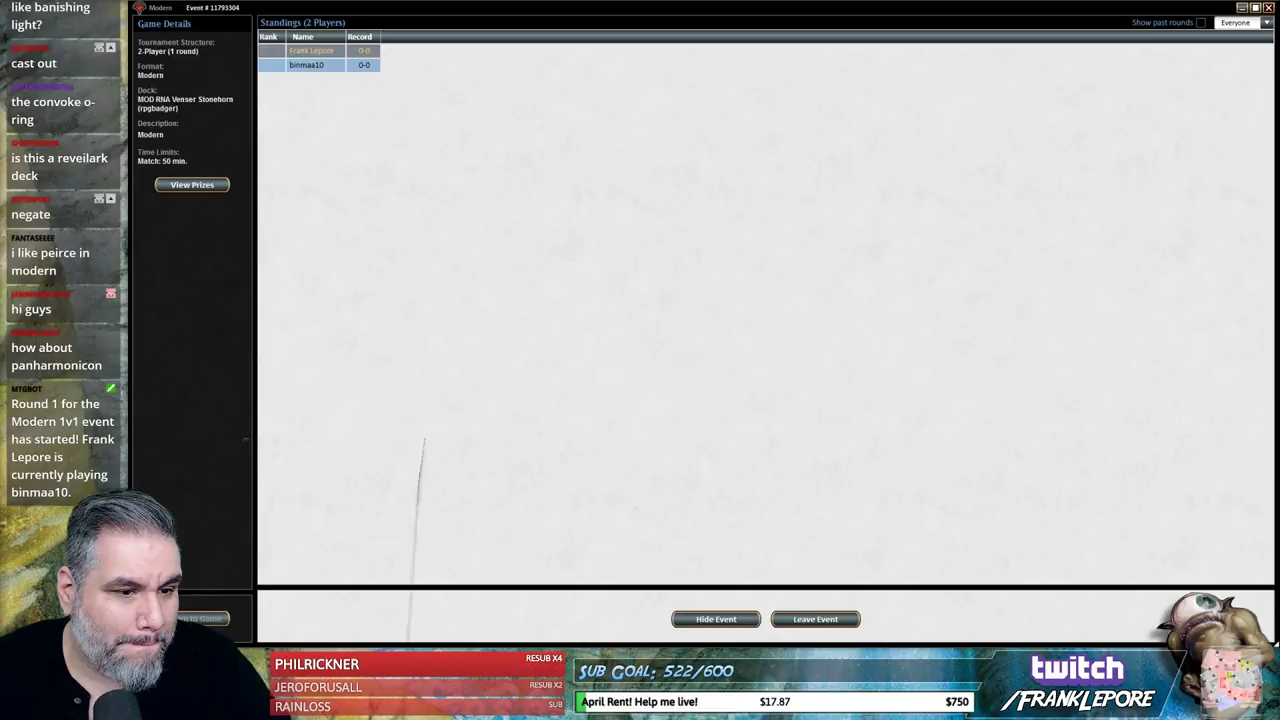 like banishing
light?
cast out
the convoke o-
ring
is this a reveilark
deck
negate
FANTASEEEE
i like peirce in
modern
hi guys
how about
panharmonicon
MTGBOT
Round 1 for the
Modern 1v1 event
has started! Frank
Lepore is
currently playing
binmaa10.
Modern Event # 11793304
Game Details
Tournament Structure:
2-Player (1 round)
Format:
Modern
Deck:
MOD RNA Venser Stonehorn
(rpgbadger)
Description:
Modern
Time Limits:
Match: 50 min.
View Prizes
to Game
Standings (2 Players)
Show past rounds
Everyone
Rank Name Record
Frank Lepore 0-0
binmaa10 0-0
Hide Event
Leave Event
PHILRICKNER RESUB X4
JEROFORUSALL RESUB X2
RAINLOSS SUB
SUB GOAL: 522/600
April Rent! Help me live! $17.87 $750
twitch
/FRANKLEPORE